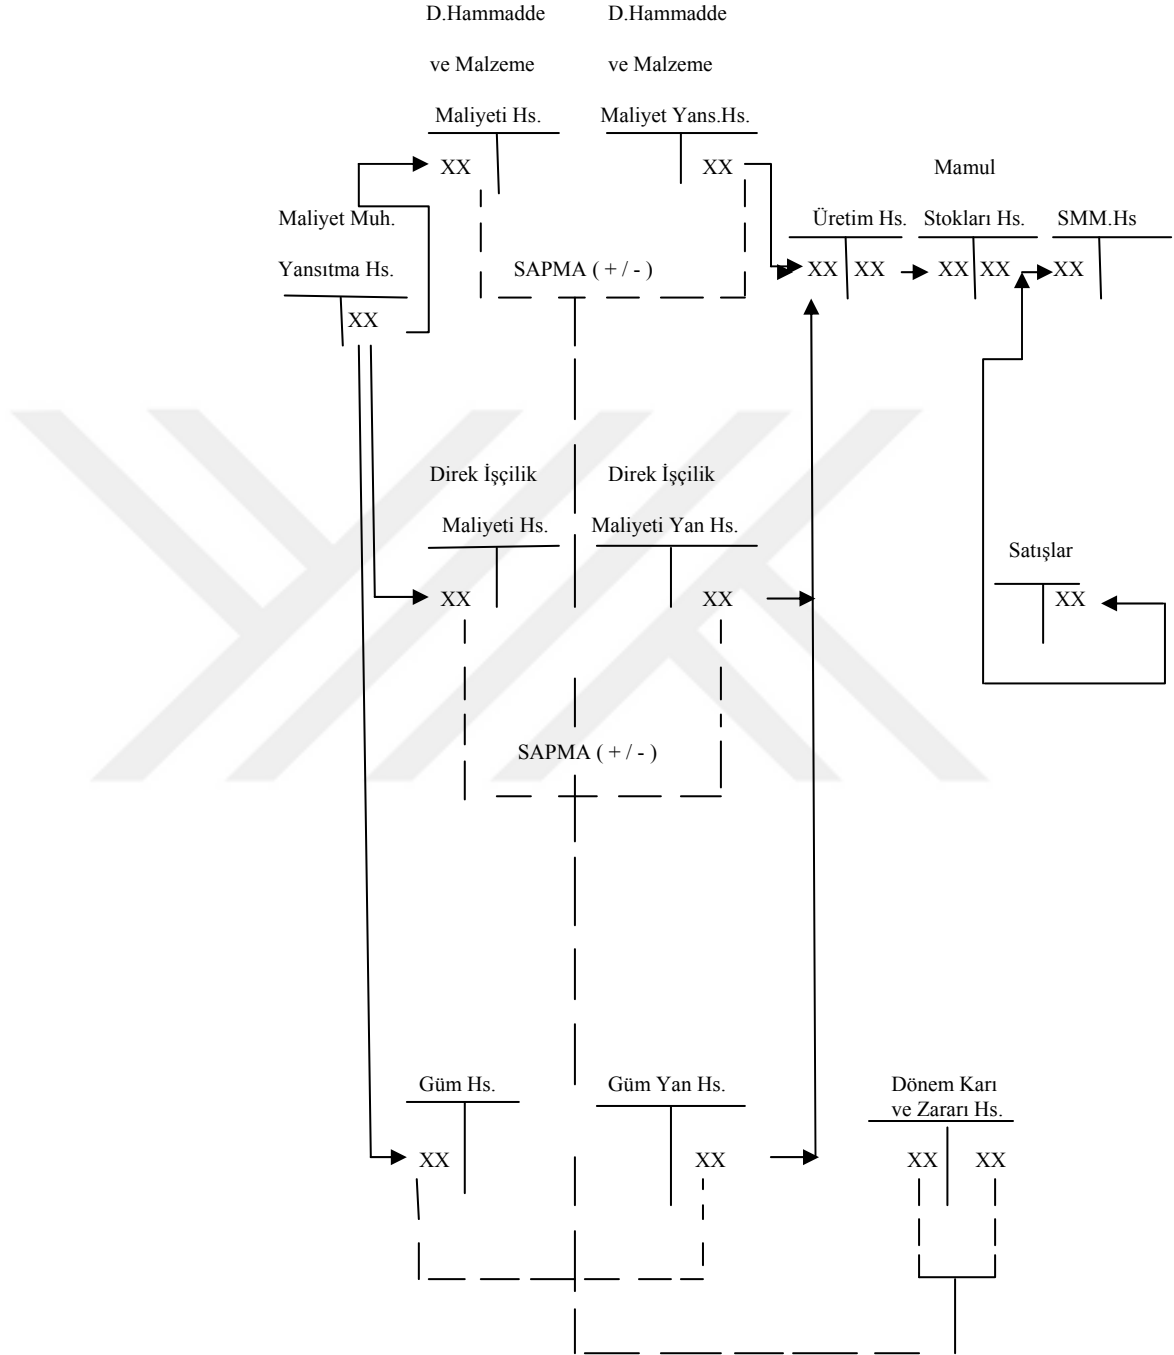 D.Hammadde
ve Malzeme
Maliyeti Hs.
XX
D.Hammadde
ve Malzeme
Maliyet Yans.Hs.
XX
Maliyet Muh.
Yansıtma Hs.
XX
SAPMA ( + / - )
Üretim Hs.
XX XX
Mamul
Stokları Hs.
XX XX
SMM.Hs
XX
Direk İşçilik
Maliyeti Hs.
XX
Direk İşçilik
Maliyeti Yan Hs.
XX
Satışlar
XX
SAPMA ( + / - )
Güm Hs.
XX
Güm Yan Hs.
XX
Dönem Karı
ve Zararı Hs.
XX XX